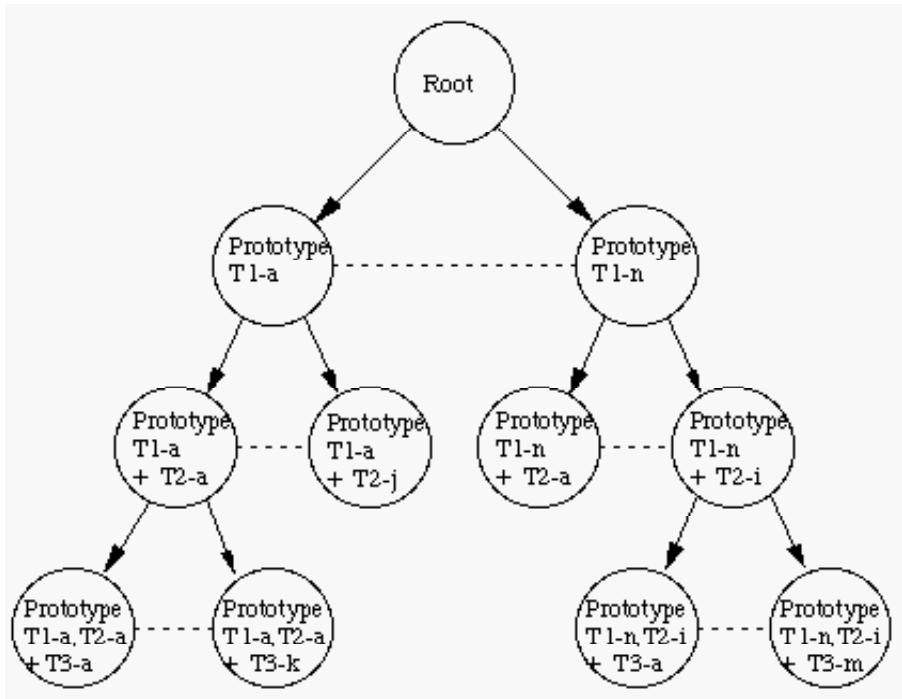 Root
Prototype
T1-a
Prototype
T1-n
Prototype
T1-a
+ T2-a
Prototype
T1-a
+ T2-j
Prototype
T1-n
+ T2-a
Prototype
T1-n
+ T2-i
Prototype
T1-a,T2-a
+ T3-a
Prototype
T1-a,T2-a
+ T3-k
Prototype
T1-n,T2-i
+ T3-a
Prototype
T1-n,T2-i
+ T3-m